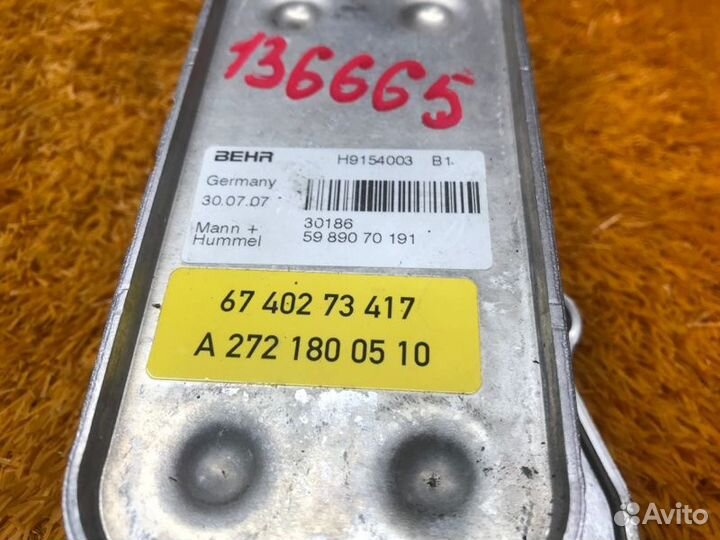 136665
BEHR H9154003 B1
Germany
30.07.07
30186
Mann +
Hummel 59 890 70 191
67 402 73 417
A 272 180 05 10
Avito